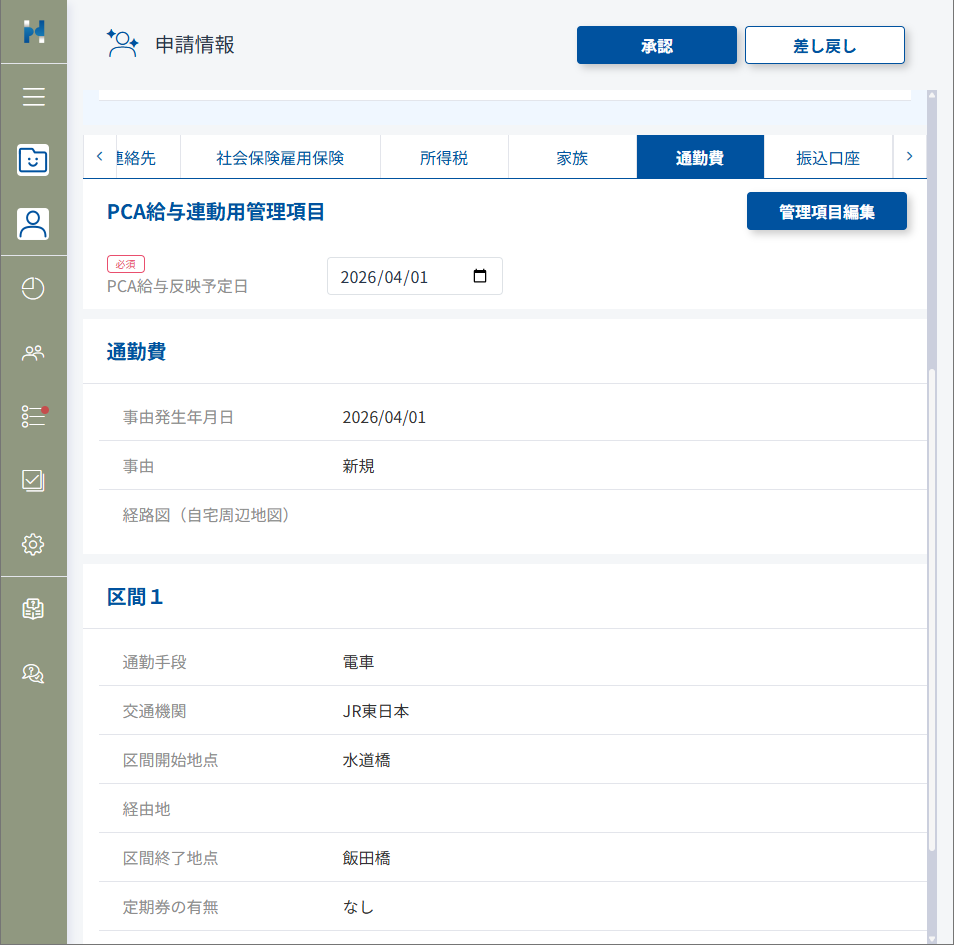 申請情報
承認
差し戻し
連絡先
社会保険雇用保険
所得税
家族
通勤費
振込口座
PCA給与連動用管理項目
管理項目編集
必須
PCA給与反映予定日
2026/04/01
通勤費
事由発生年月日
2026/04/01
事由
新規
経路図（自宅周辺地図）
区間１
通勤手段
電車
交通機関
JR東日本
区間開始地点
水道橋
経由地
区間終了地点
飯田橋
定期券の有無
なし